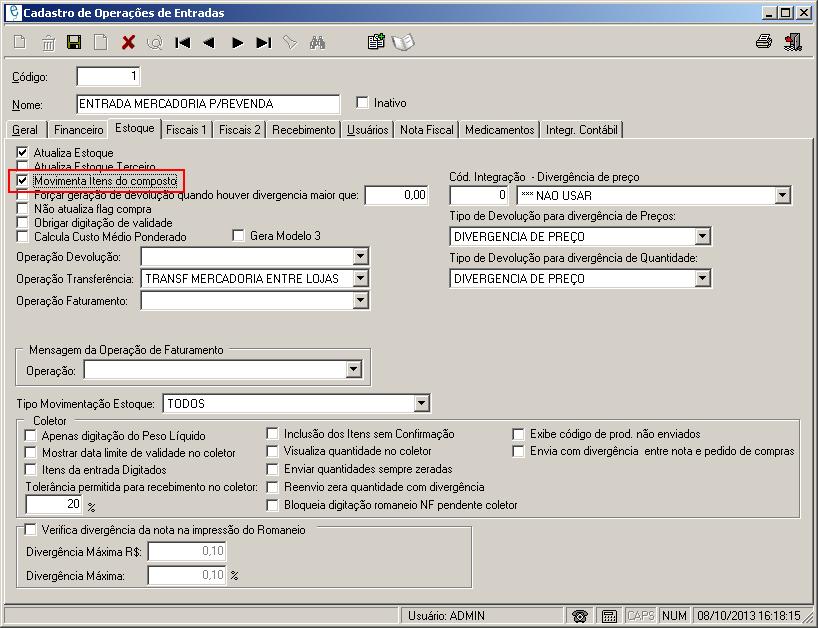 Cadastro de Operações de Entradas
Código: 1
Nome: ENTRADA MERCADORIA P/REVENDA Inativo
Geral Financeiro Estoque Fiscais 1 Fiscais 2 Recebimento Usuários Nota Fiscal Medicamentos Integr. Contábil
Atualiza Estoque
Atualiza Estoque Terceiro
Movimenta Itens do composto
Forçar geração de devolução quando houver divergencia maior que: 0,00
Não atualiza flag compra
Obrigar digitação de validade
Calcula Custo Médio Ponderado Gera Modelo 3
Operação Devolução:
Operação Transferência: TRANSF MERCADORIA ENTRE LOJAS
Operação Faturamento:
Cód. Integração - Divergência de preço
0 *** NAO USAR
Tipo de Devolução para divergência de Preços:
DIVERGENCIA DE PREÇO
Tipo de Devolução para divergência de Quantidade:
DIVERGENCIA DE PREÇO
Mensagem da Operação de Faturamento
Operação:
Tipo Movimentação Estoque: TODOS
Coletor
Apenas digitação do Peso Líquido
Mostrar data limite de validade no coletor
Itens da entrada Digitados
Tolerância permitida para recebimento no coletor:
20 %
Inclusão dos Itens sem Confirmação
Visualiza quantidade no coletor
Enviar quantidades sempre zeradas
Reenvio zera quantidade com divergência
Bloqueia digitação romaneio NF pendente coletor
Exibe código de prod. não enviados
Envia com divergência entre nota e pedido de compras
Verifica divergência da nota na impressão do Romaneio
Divergência Máxima R$: 0,10
Divergência Máxima: 0,10 %
Usuário: ADMIN CAPS NUM 08/10/2013 16:18:15